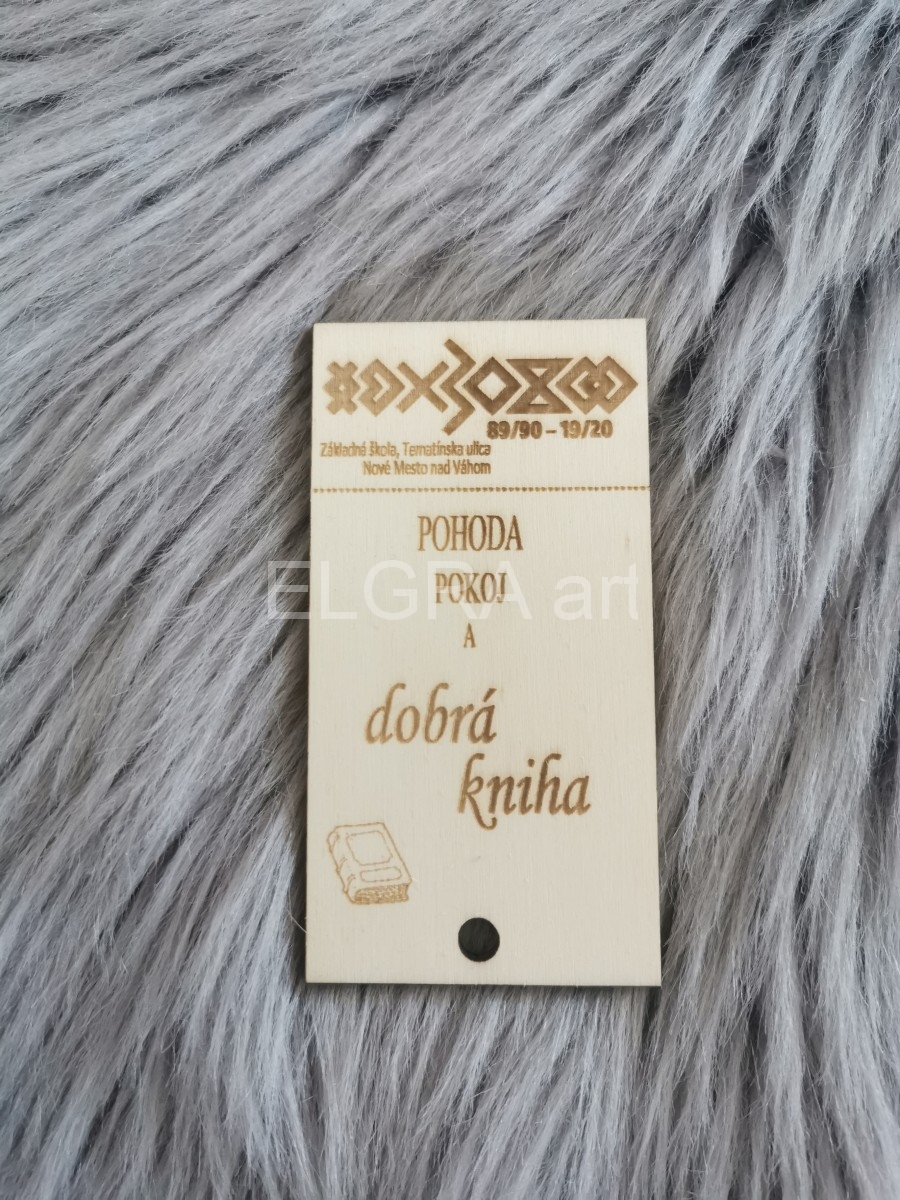 89/90 – 19/20
Základná škola, Tematínska ulica
Nové Mesto nad Váhom
POHODA
POKOJ
A
dobrá
kniha
ELGRA art